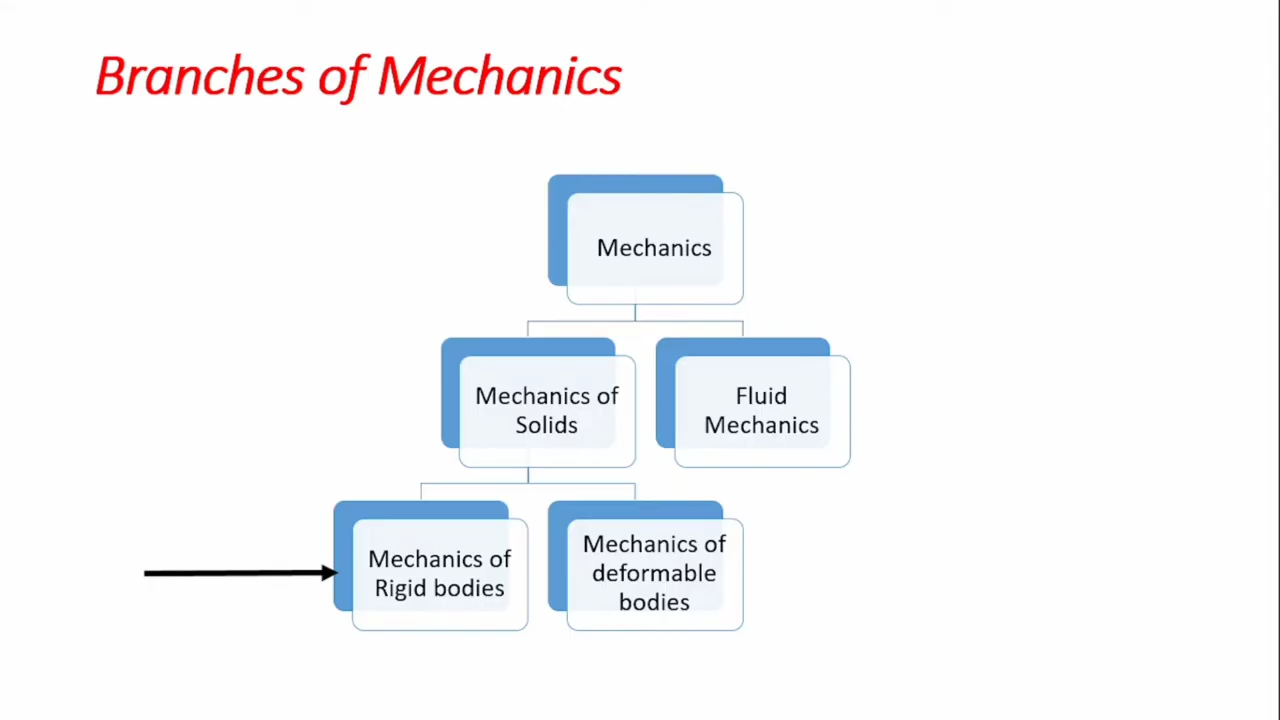 Branches of Mechanics
Mechanics
Mechanics of
Solids
Fluid
Mechanics
Mechanics of
Rigid bodies
Mechanics of
deformable
bodies